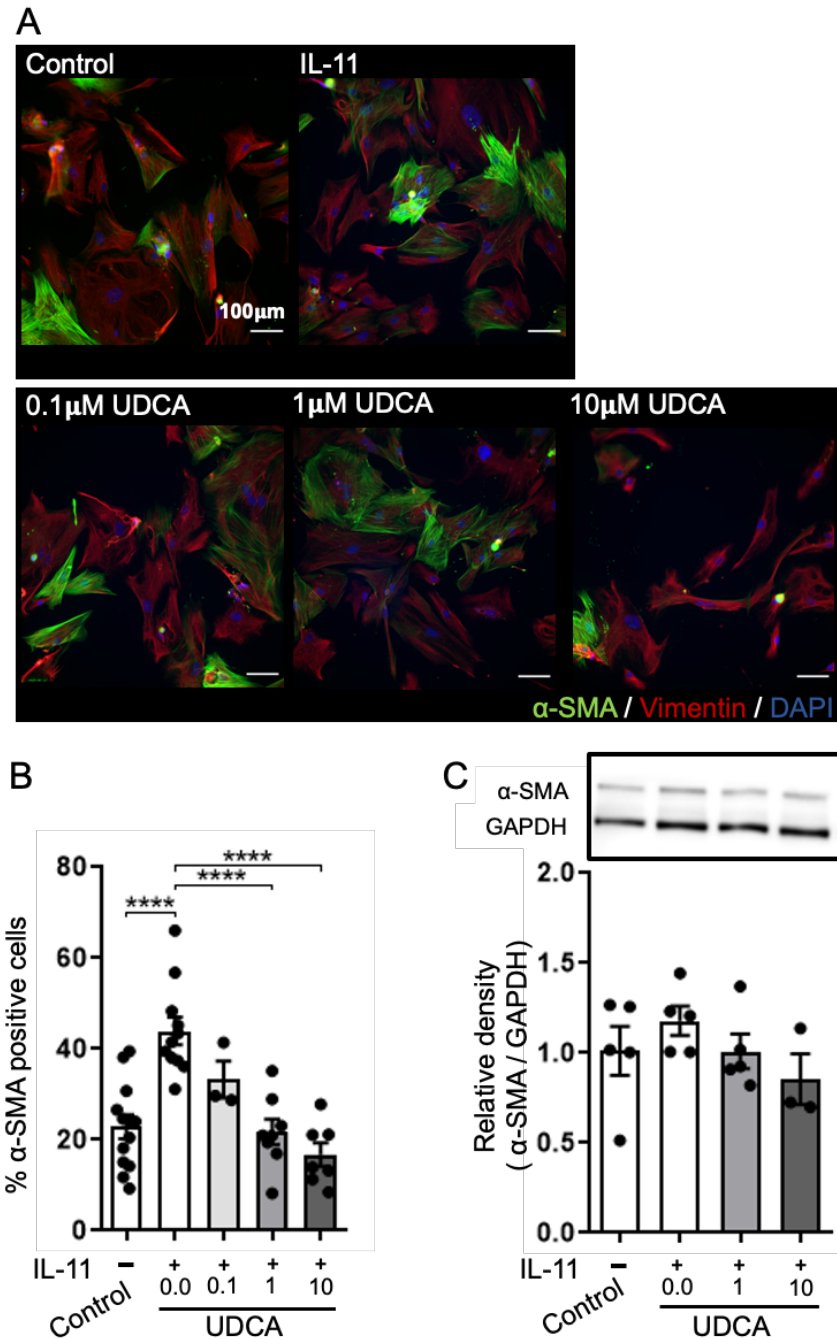 A
Control
IL-11
100μm
0.1μM UDCA
1μM UDCA
10μM UDCA
α-SMA / Vimentin / DAPI
B
% α-SMA positive cells
80
60
40
20
0
****
****
****
IL-11 – + + + +
Control 0.0 0.1 1 10
UDCA
C
α-SMA
GAPDH
Relative density
( α-SMA / GAPDH)
2.0
1.5
1.0
0.5
0.0
IL-11 – + + +
Control 0.0 1 10
UDCA